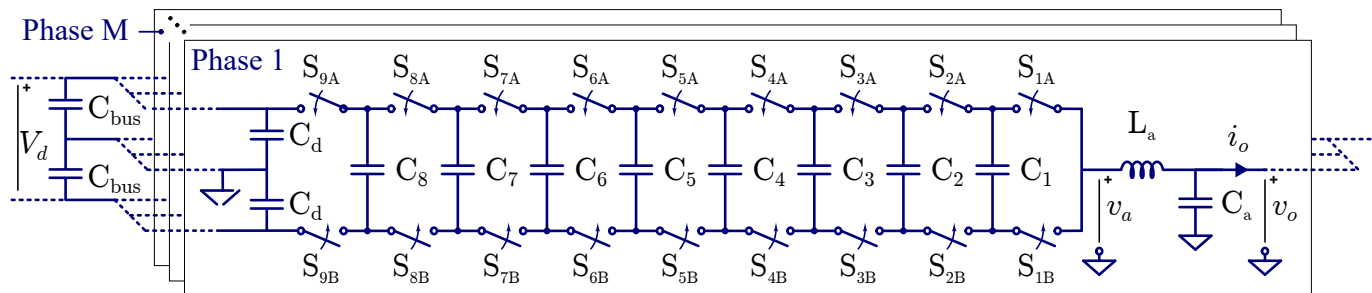 Phase M
Phase 1
S9A S8A S7A S6A S5A S4A S3A S2A S1A
Cbus Cd La io
Vd C8 C7 C6 C5 C4 C3 C2 C1
+ + +
Cbus Cd va Ca vo
S9B S8B S7B S6B S5B S4B S3B S2B S1B